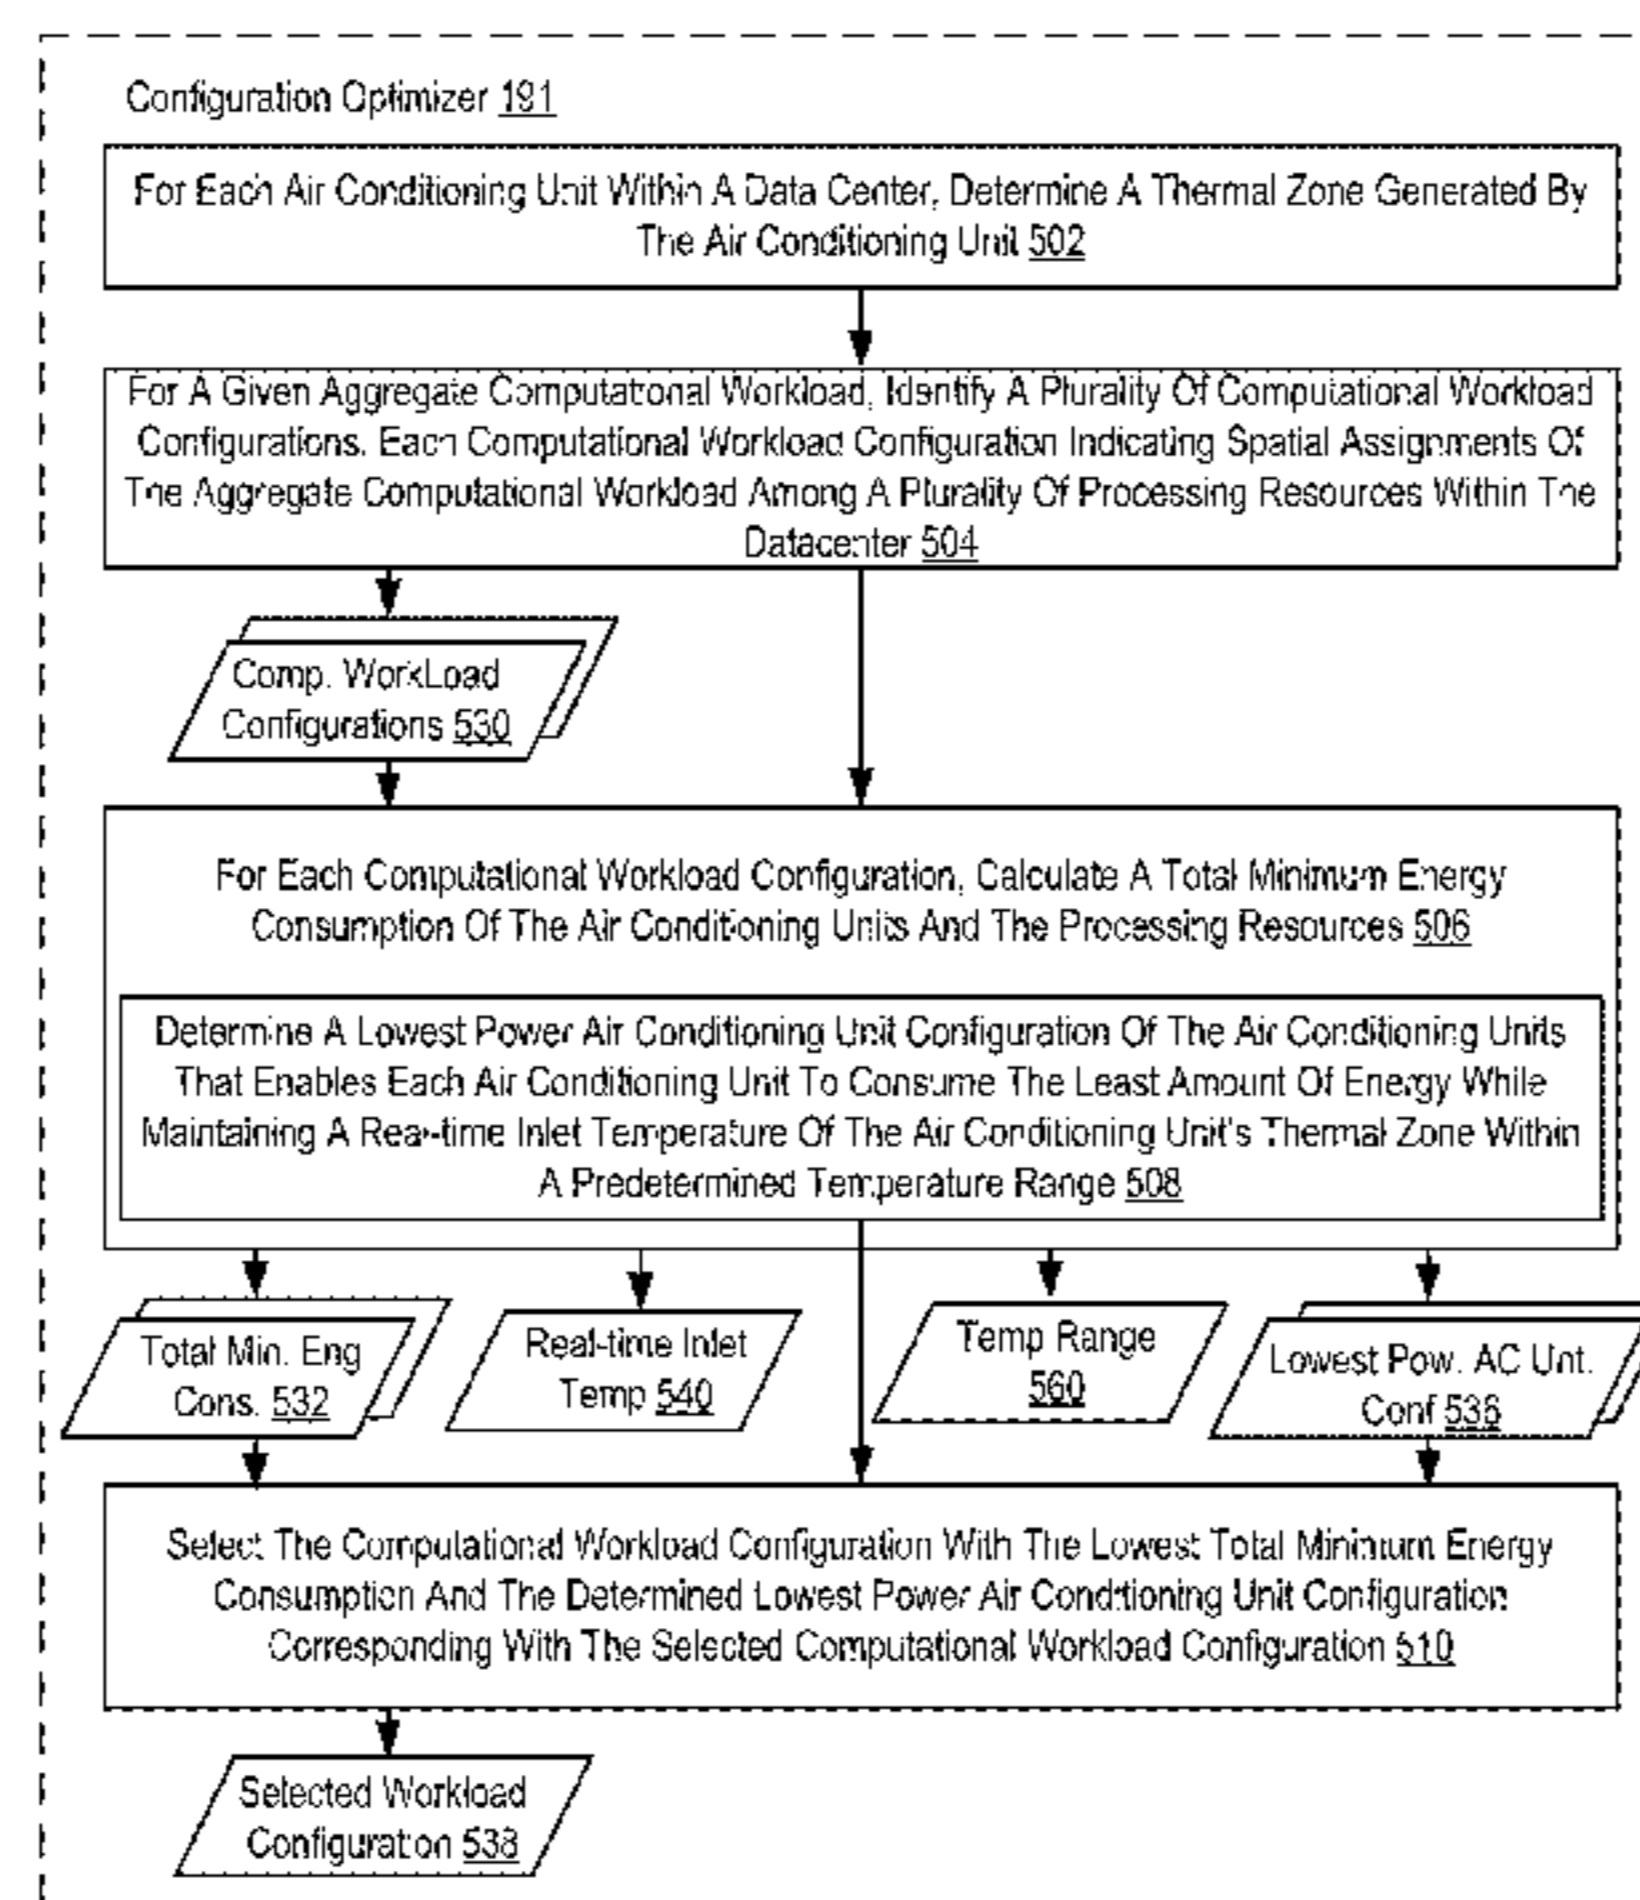 Configuration Optimizer 191
For Each Air Conditioning Unit Within A Data Center, Determine A Thermal Zone Generated By
The Air Conditioning Unit 502
For A Given Aggregate Computational Workload, Identify A Plurality Of Computational Workload
Configurations, Each Computational Workload Configuration Indicating Spatial Assignments Of
The Aggregate Computational Workload Among A Plurality Of Processing Resources Within The
Datacenter 504
Comp. WorkLoad
Configurations 530
For Each Computational Workload Configuration, Calculate A Total Minimum Energy
Consumption Of The Air Conditioning Units And The Processing Resources 506
Determine A Lowest Power Air Conditioning Unit Configuration Of The Air Conditioning Units
That Enables Each Air Conditioning Unit To Consume The Least Amount Of Energy While
Maintaining A Real-time Inlet Temperature Of The Air Conditioning Unit's Thermal Zone Within
A Predetermined Temperature Range 508
Total Min. Eng
Cons. 532
Real-time Inlet
Temp 540
Temp Range
560
Lowest Pow. AC Unt.
Conf 536
Select The Computational Workload Configuration With The Lowest Total Minimum Energy
Consumption And The Determined Lowest Power Air Conditioning Unit Configuration
Corresponding With The Selected Computational Workload Configuration 510
Selected Workload
Configuration 538